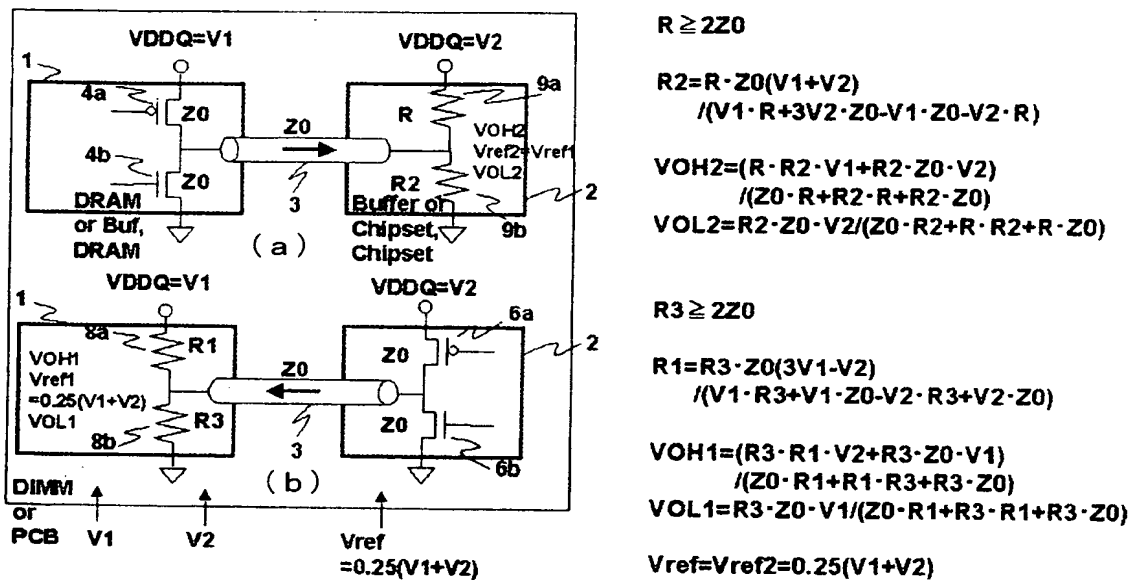 VDDQ=V1
VDDQ=V2
1
4a
Z0
Z0
9a
R
VOH2
Vref2=Vref1
VOL2
4b
Z0
R2
2
3
DRAM
or Buf,
DRAM
(a)
Buffer or
Chipset,
Chipset
9b
VDDQ=V1
VDDQ=V2
1
8a
R1
6a
2
VOH1
Vref1
=0.25(V1+V2)
VOL1
Z0
Z0
8b
R3
3
Z0
6b
(b)
DIMM
or
PCB
V1
V2
Vref
=0.25(V1+V2)
R≧2Z0
R2=R·Z0(V1+V2)
/(V1·R+3V2·Z0-V1·Z0-V2·R)
VOH2=(R·R2·V1+R2·Z0·V2)
/(Z0·R+R2·R+R2·Z0)
VOL2=R2·Z0·V2/(Z0·R2+R·R2+R·Z0)
R3≧2Z0
R1=R3·Z0(3V1-V2)
/(V1·R3+V1·Z0-V2·R3+V2·Z0)
VOH1=(R3·R1·V2+R3·Z0·V1)
/(Z0·R1+R1·R3+R3·Z0)
VOL1=R3·Z0·V1/(Z0·R1+R3·R1+R3·Z0)
Vref=Vref2=0.25(V1+V2)